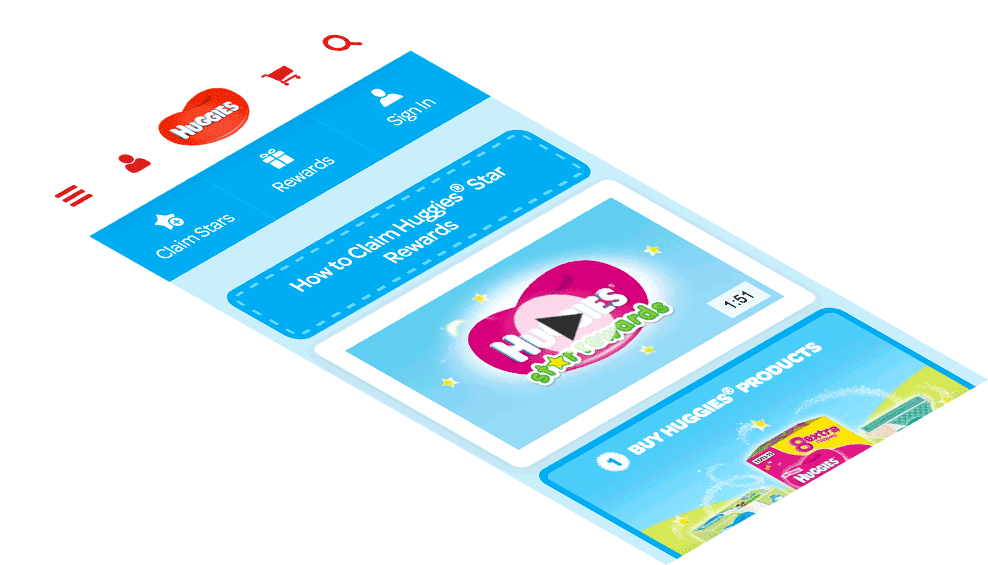 HUGGIES
Claim Stars
Rewards
Sign In
How to Claim Huggies® Star
Rewards
HUGGIES®
star rewards
1:51
1 BUY HUGGIES® PRODUCTS
8 extra
HUGGIES